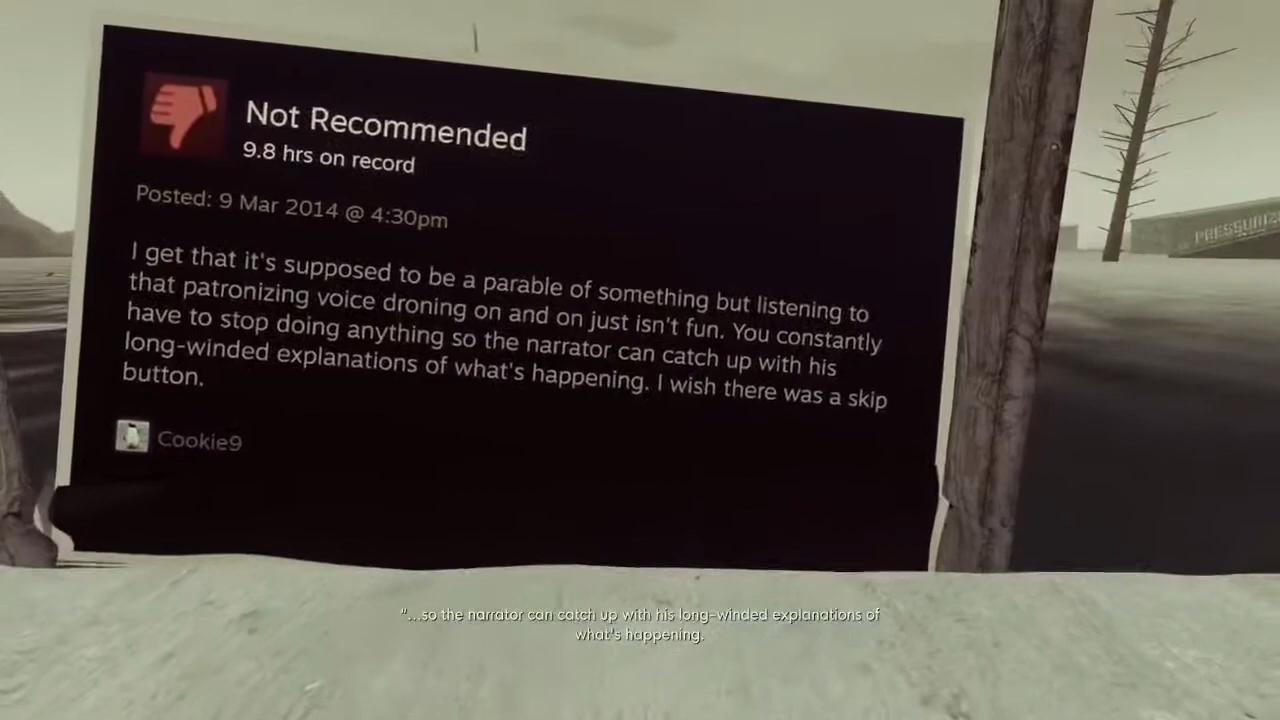 Not Recommended
9.8 hrs on record
Posted: 9 Mar 2014 @ 4:30pm
I get that it's supposed to be a parable of something but listening to
that patronizing voice droning on and on just isn't fun. You constantly
have to stop doing anything so the narrator can catch up with his
long-winded explanations of what's happening. I wish there was a skip
button.
Cookie9
"...so the narrator can catch up with his long-winded explanations of
what's happening.